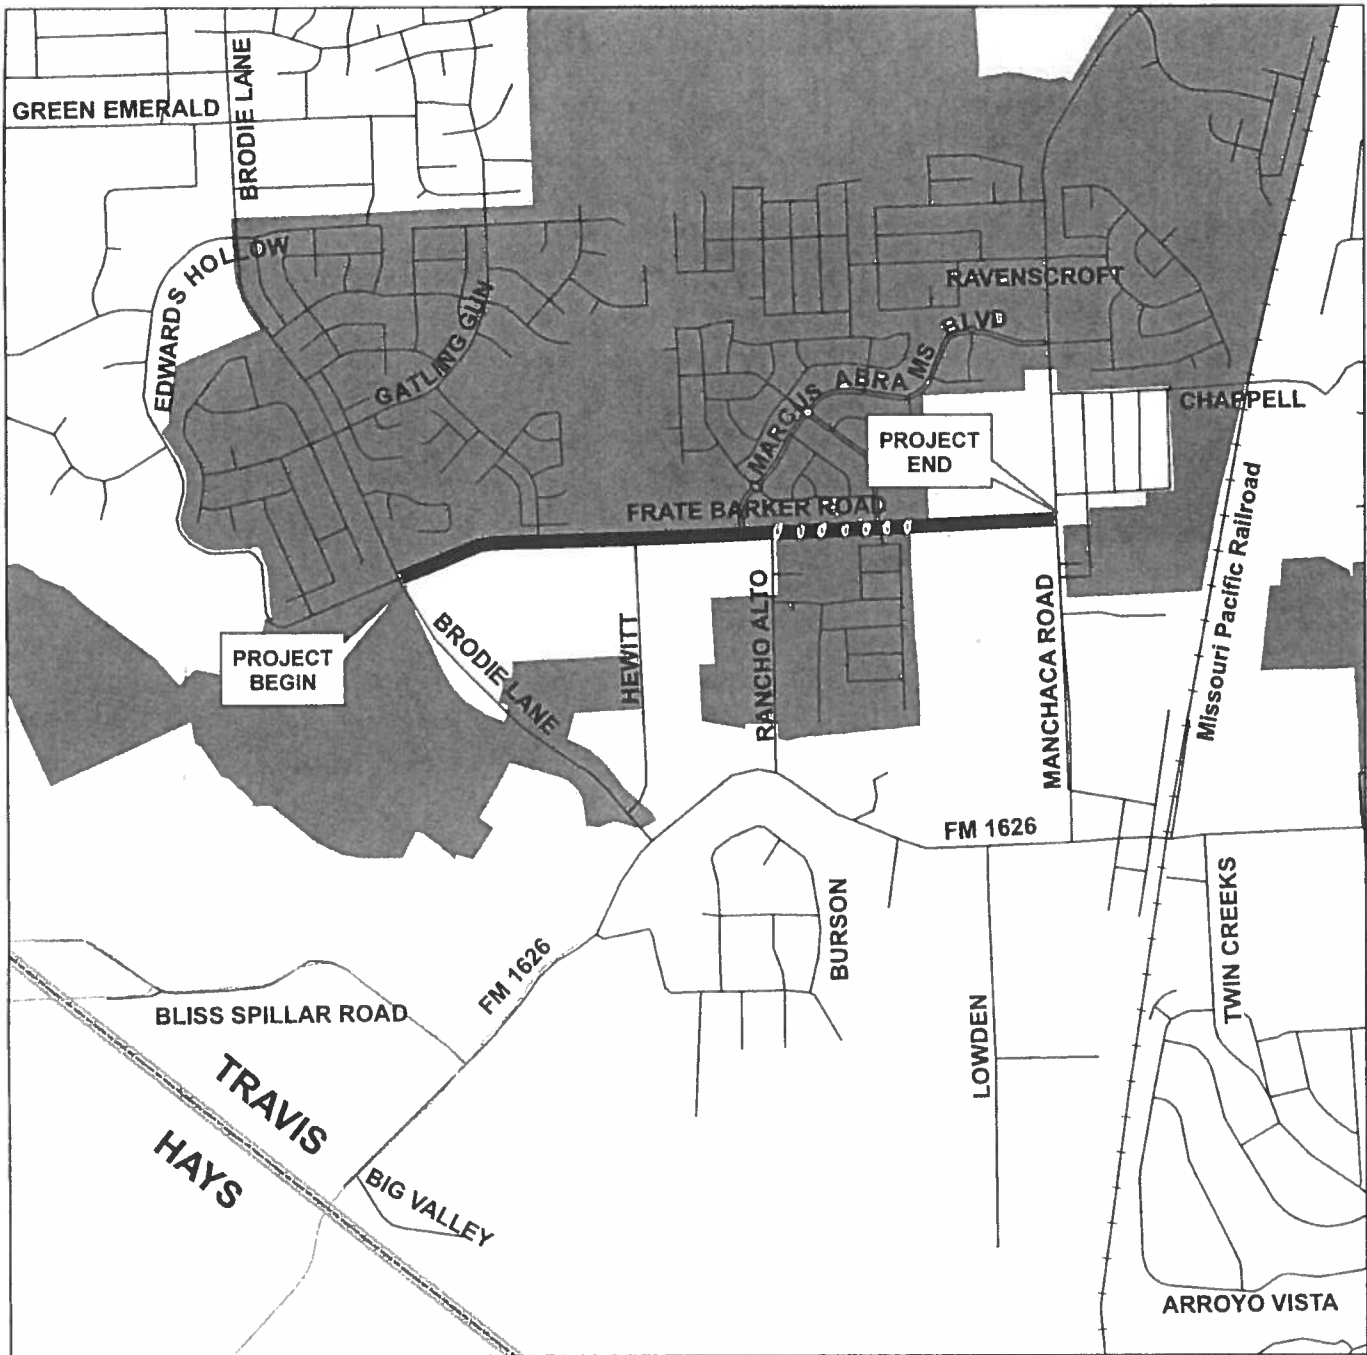 BRODIE LANE
GREEN EMERALD
EDWARDS HOLLOW
GATLING GUN
RAVENSCROFT
MARCUS ABRAMS BLVD
CHAPPELL
PROJECT
END
FRATE BARKER ROAD
Missouri Pacific Railroad
PROJECT
BEGIN
BRODIE LANE
HEWITT
RANCHO ALTO
MANCHACA ROAD
FM 1626
BURSON
TWIN CREEKS
FM 1626
BLISS SPILLAR ROAD
LOWDEN
TRAVIS
HAYS
BIG VALLEY
ARROYO VISTA